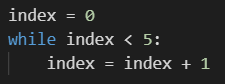 index = 0
while index < 5:
    index = index + 1